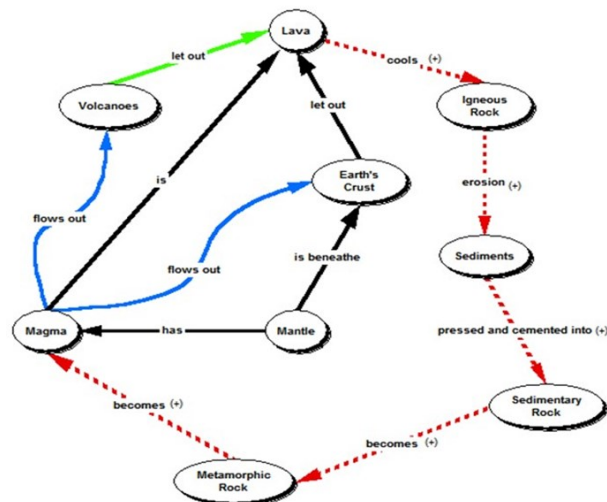 Lava
let out
cools (+)
Volcanoes
Igneous
Rock
let out
is
Earth's
Crust
erosion (+)
flows out
Sediments
flows out
is beneathe
Magma
has
Mantle
pressed and cemented into (+)
becomes (+)
Sedimentary
Rock
becomes (+)
Metamorphic
Rock